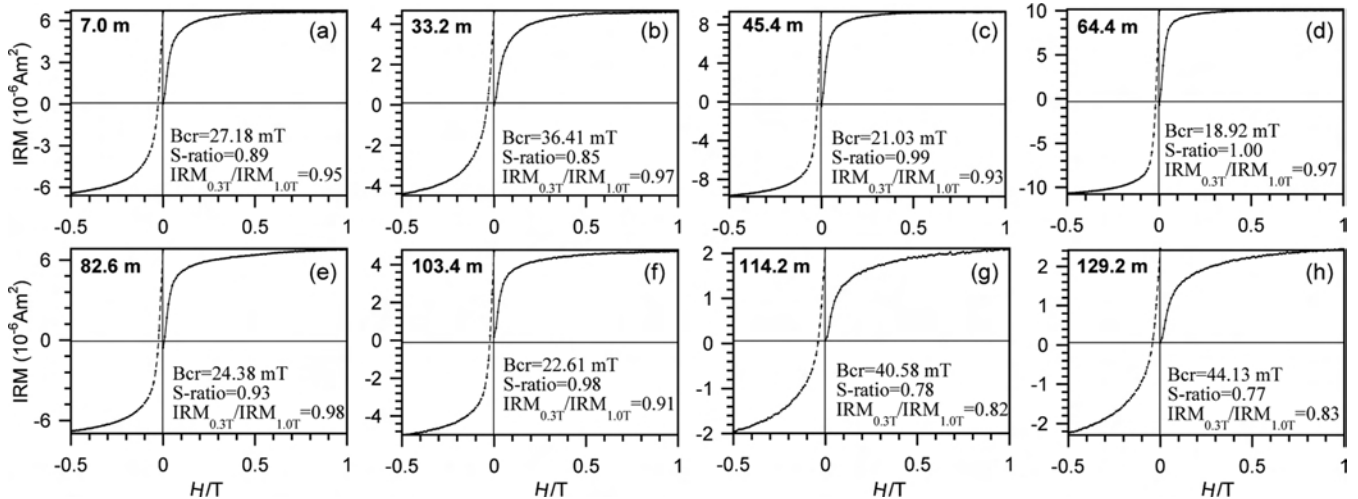 7.0 m
(a)
IRM (10⁻⁶Am²)
6
3
0
-3
-6
Bcr=27.18 mT
S-ratio=0.89
IRM0.3T/IRM1.0T=0.95
-0.5
0
0.5
1
33.2 m
(b)
4
2
0
-2
-4
Bcr=36.41 mT
S-ratio=0.85
IRM0.3T/IRM1.0T=0.97
-0.5
0
0.5
1
45.4 m
(c)
8
4
0
-4
-8
Bcr=21.03 mT
S-ratio=0.99
IRM0.3T/IRM1.0T=0.93
-0.5
0
0.5
1
64.4 m
(d)
10
5
0
-5
-10
Bcr=18.92 mT
S-ratio=1.00
IRM0.3T/IRM1.0T=0.97
-0.5
0
0.5
1
82.6 m
(e)
IRM (10⁻⁶Am²)
6
3
0
-3
-6
Bcr=24.38 mT
S-ratio=0.93
IRM0.3T/IRM1.0T=0.98
-0.5
0
0.5
1
H/T
103.4 m
(f)
4
2
0
-2
-4
Bcr=22.61 mT
S-ratio=0.98
IRM0.3T/IRM1.0T=0.91
-0.5
0
0.5
1
H/T
114.2 m
(g)
2
1
0
-1
-2
Bcr=40.58 mT
S-ratio=0.78
IRM0.3T/IRM1.0T=0.82
-0.5
0
0.5
1
H/T
129.2 m
(h)
2
1
0
-1
-2
Bcr=44.13 mT
S-ratio=0.77
IRM0.3T/IRM1.0T=0.83
-0.5
0
0.5
1
H/T